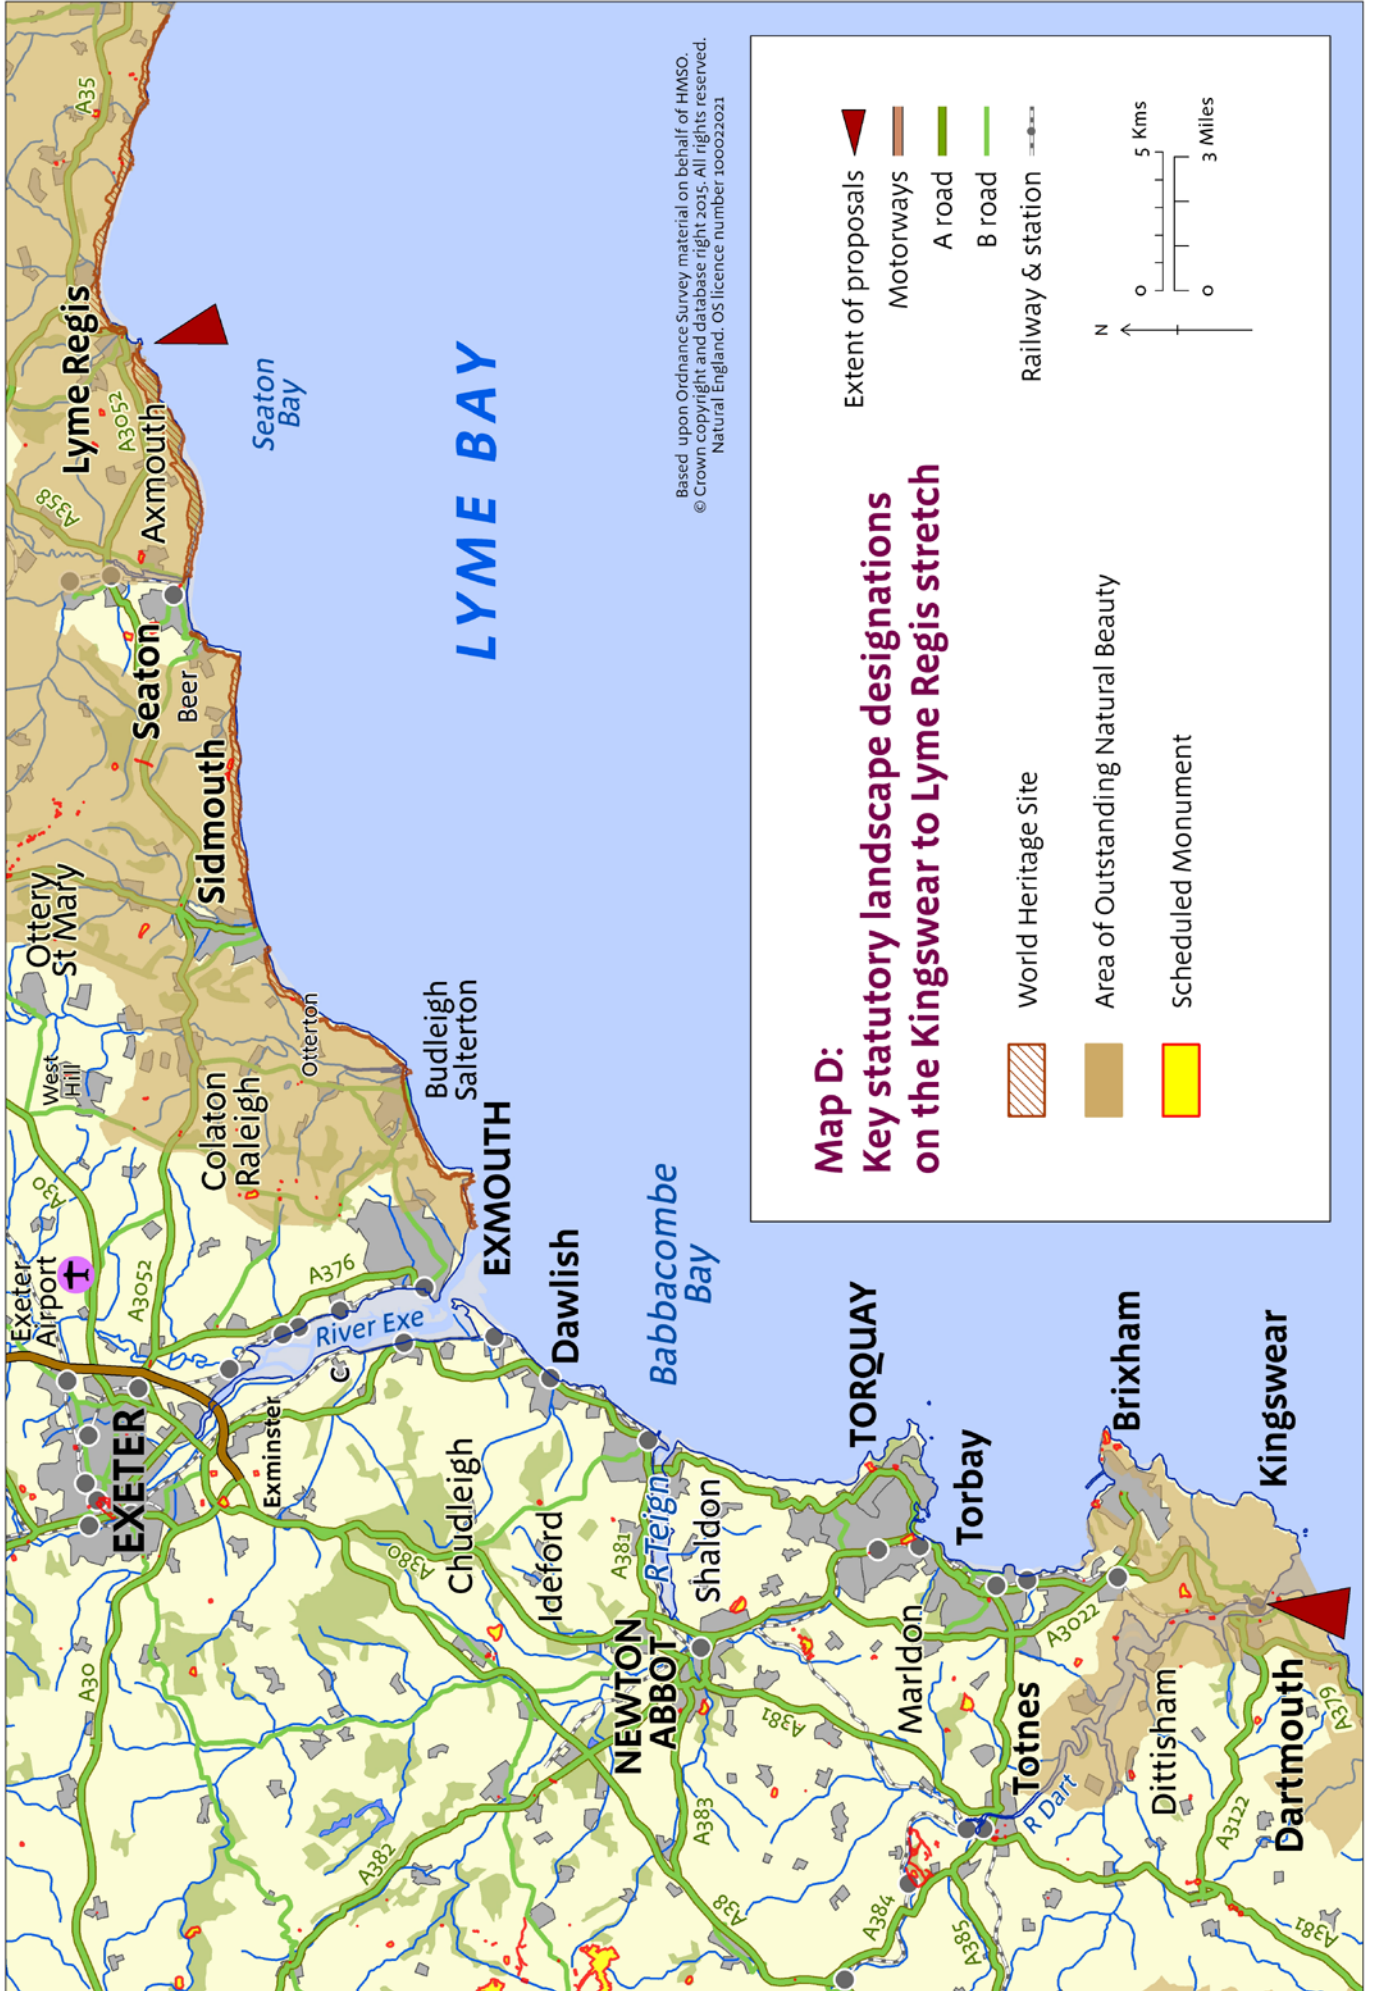 Ottery
St Mary
West
Hill
Exeter
Airport
A30
A3052
A376
EXETER
Exminster
River Exe
C
A30
A380
Chudleigh
Ideford
A381
R Teign
Shaldon
NEWTON
ABBOT
A382
A383
A38
A381
A384
A385
Marldon
Totnes
R Dart
A3022
Dittisham
A3122
A381
Dartmouth
A379
Kingswear
Brixham
Torbay
TORQUAY
Babbacombe
Bay
Dawlish
EXMOUTH
Budleigh
Salterton
Colaton
Raleigh
Otterton
Sidmouth
Beer
Seaton
Axmouth
A358
A3052
Lyme Regis
A35
Seaton
Bay
LYME BAY
Based upon Ordnance Survey material on behalf of HMSO.
© Crown copyright and database right 2015. All rights reserved.
Natural England. OS licence number 100022021
Map D:
Key statutory landscape designations
on the Kingswear to Lyme Regis stretch
World Heritage Site
Area of Outstanding Natural Beauty
Scheduled Monument
Extent of proposals
Motorways
A road
B road
Railway & station
N
0 5 Kms
0 3 Miles